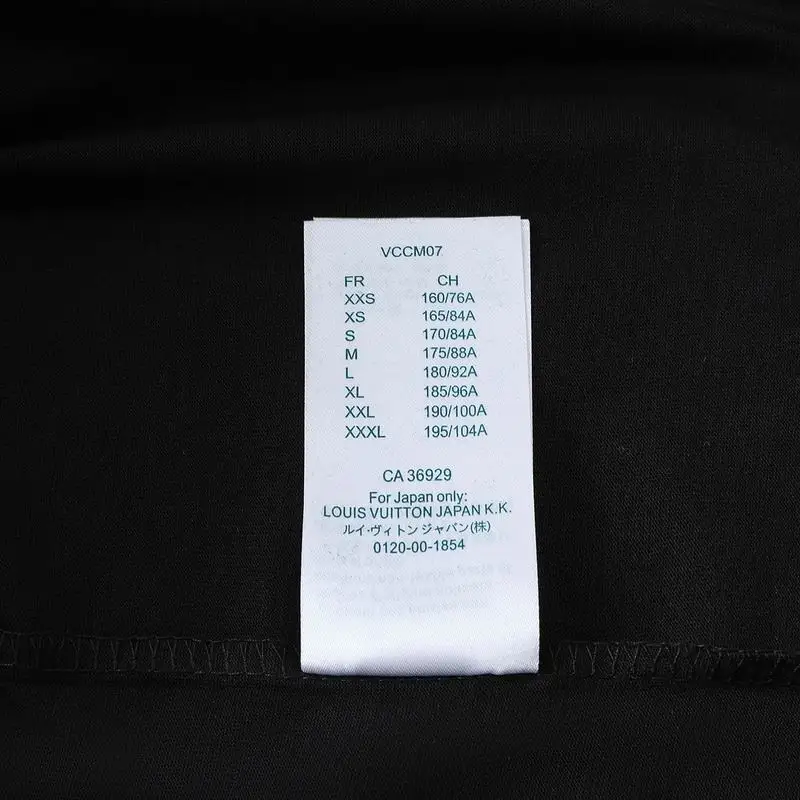 VCCM07
FR CH
XXS 160/76A
XS 165/84A
S 170/84A
M 175/88A
L 180/92A
XL 185/96A
XXL 190/100A
XXXL 195/104A
CA 36929
For Japan only:
LOUIS VUITTON JAPAN K.K.
ルイ·ヴィトンジャパン(株)
0120-00-1854